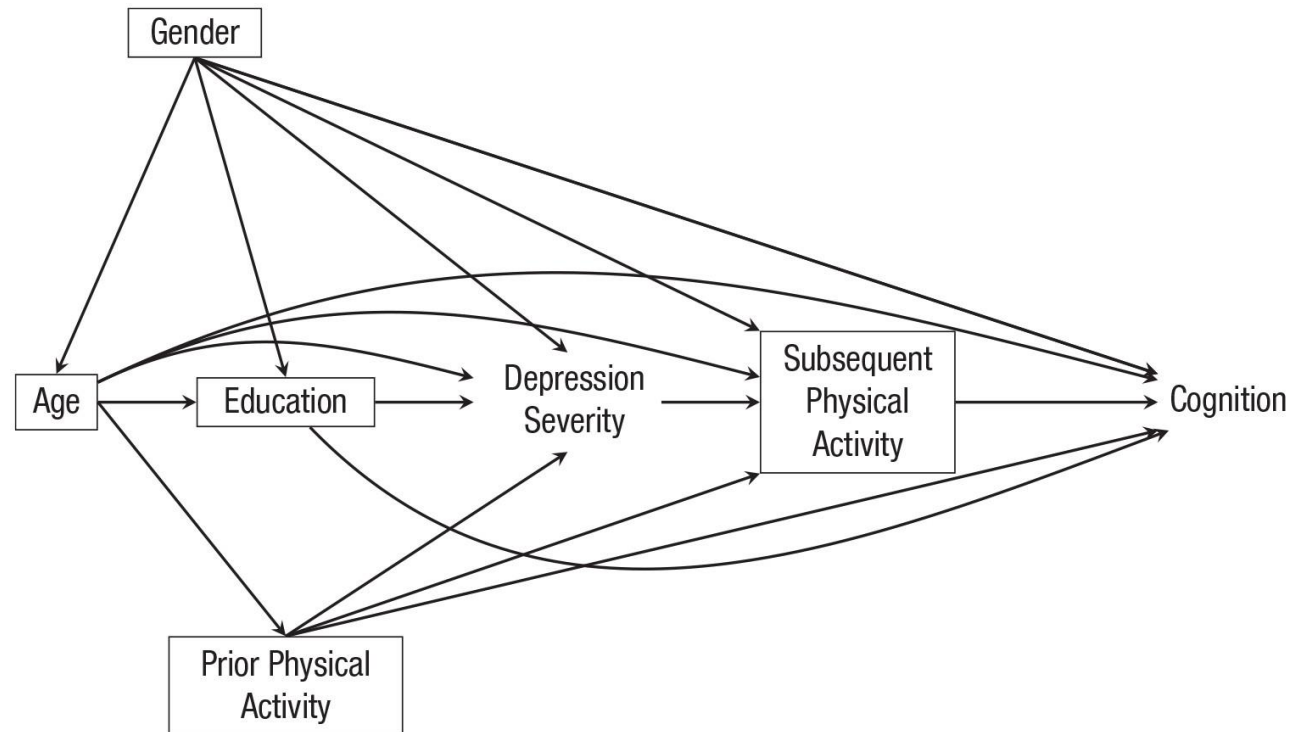 Gender
Age
Education
Depression
Severity
Subsequent
Physical
Activity
Cognition
Prior Physical
Activity